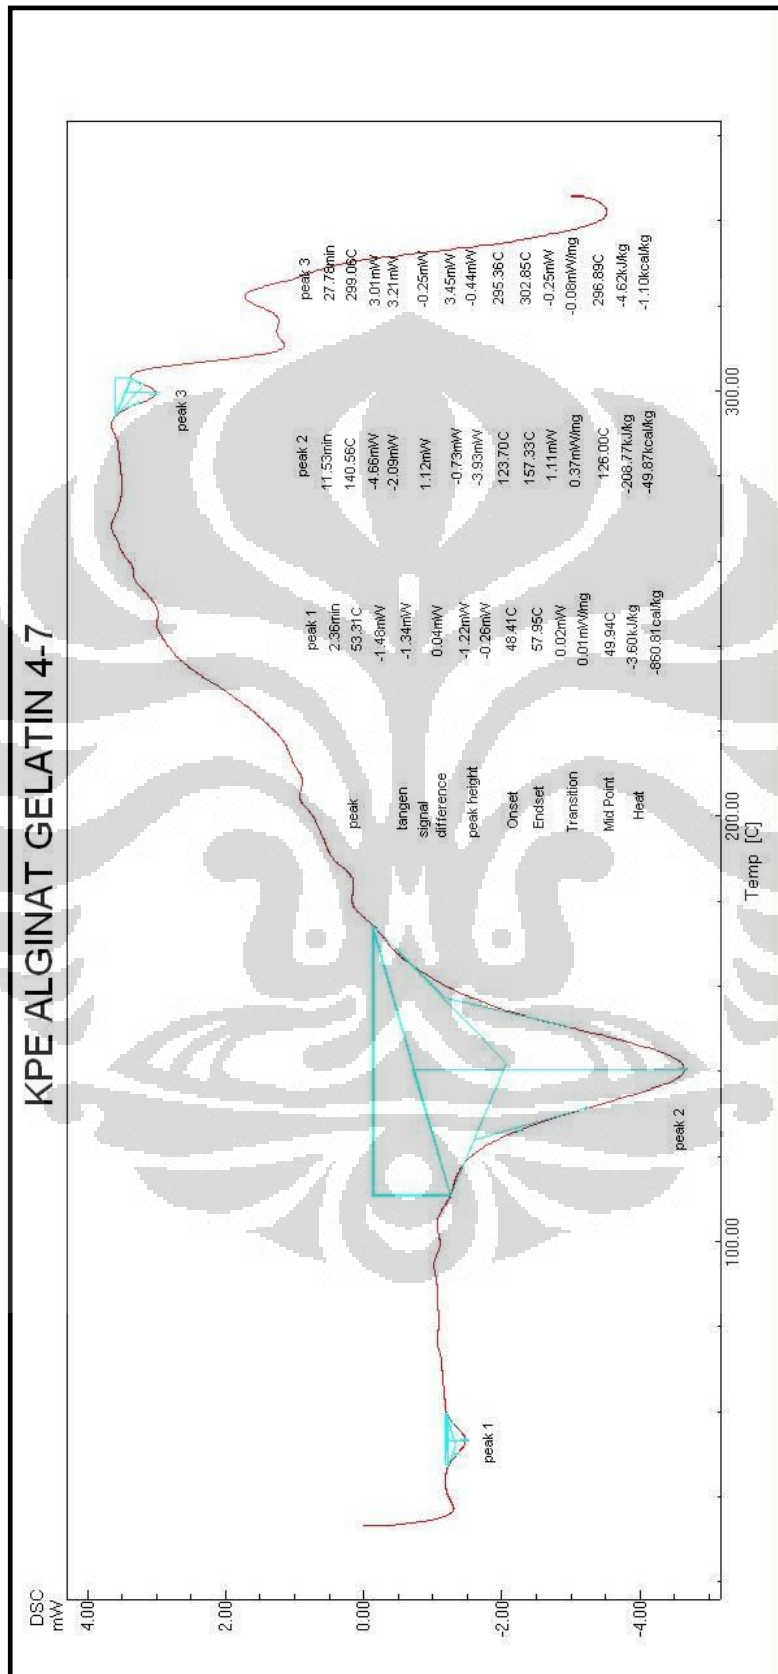 KPE ALGINAT GELATIN 4-7
DSC
mW
4.00
2.00
0.00
-2.00
-4.00
100.00
200.00
300.00
Temp [C]
peak 1
peak 2
peak 3
peak 1 peak 2 peak 3
2.36min 11.53min 27.78min
peak 53.31C 140.56C 299.06C
-1.48mW -4.66mW 3.01mW
tangen -1.34mW -2.09mW 3.21mW
signal
difference 0.04mW 1.12mW -0.25mW
-1.22mW -0.73mW 3.45mW
peak height -0.26mW -3.93mW -0.44mW
Onset 48.41C 123.70C 295.36C
Endset 57.95C 157.33C 302.85C
0.02mW 1.11mW -0.25mW
Transition 0.01mW/mg 0.37mW/mg -0.08mW/mg
Mid Point 49.94C 126.00C 296.89C
Heat -3.60kJ/kg -208.77kJ/kg -4.62kJ/kg
-860.81cal/kg -49.87kcal/kg -1.10kcal/kg